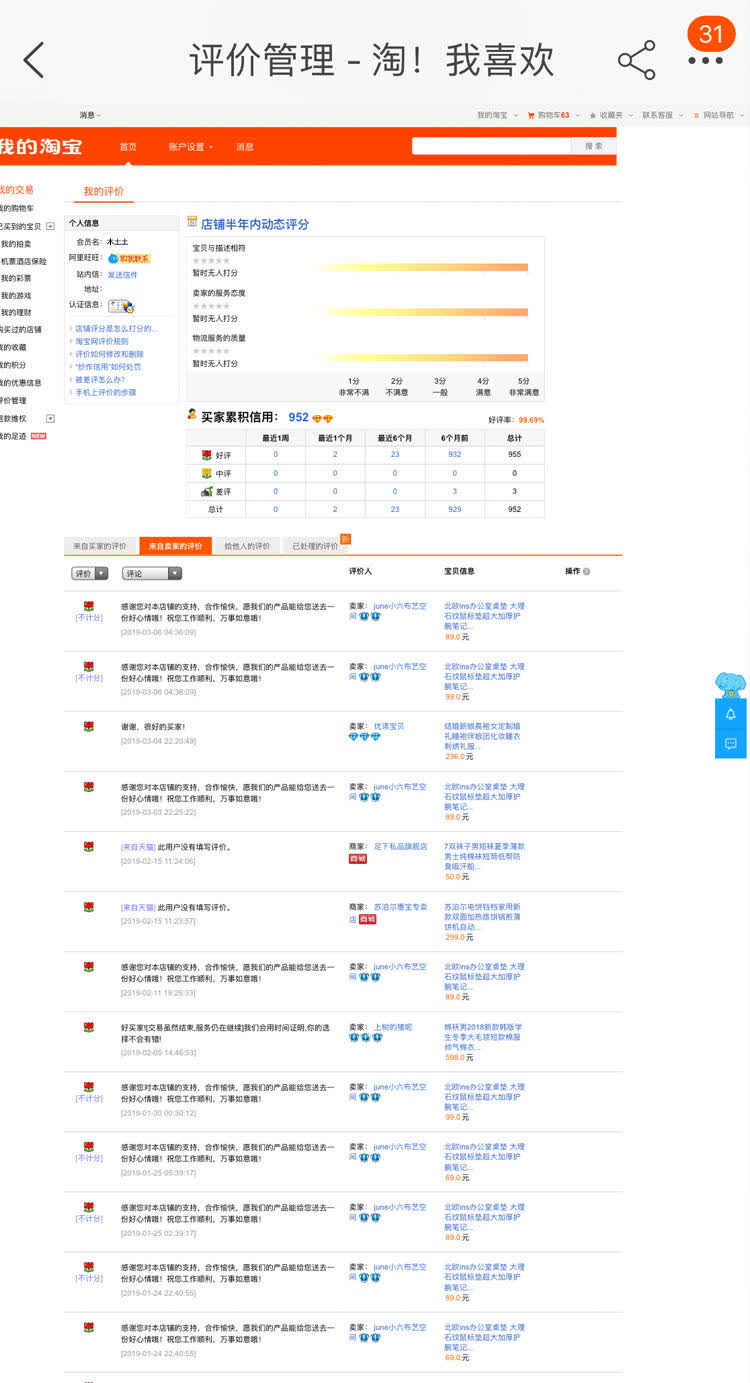 31
评价管理 - 淘！我喜欢
消息
我的淘宝 购物车63 收藏夹 联系客服 网站导航
我的淘宝 首页 账户设置 消息 搜 索
我的交易
我的购物车
已买到的宝贝
我的拍卖
机票酒店保险
我的彩票
我的游戏
我的理财
购买过的店铺
我的收藏
我的积分
我的优惠信息
评价管理
退款维权
我的足迹 NEW
我的评价
个人信息
会员名： 木土土
阿里旺旺： 和我联系
站内信： 发送信件
地址：
认证信息：
店铺评分是怎么打分的...
淘宝网评价规则
评价如何修改和删除
“炒作信用”如何处罚
被差评怎么办？
手机上评价的步骤
店铺半年内动态评分
宝贝与描述相符
暂时无人打分
卖家的服务态度
暂时无人打分
物流服务的质量
暂时无人打分
1分 2分 3分 4分 5分
非常不满 不满意 一般 满意 非常满意
买家累积信用： 952 好评率：99.69%
最近1周 最近1个月 最近6个月 6个月前 总计
好评 0 2 23 932 955
中评 0 0 0 0 0
差评 0 0 0 3 3
总计 0 2 23 929 952
来自买家的评价 来自卖家的评价 给他人的评价 已处理的评价 新
评价 评论 评价人 宝贝信息 操作
[不计分]
感谢您对本店铺的支持，合作愉快，愿我们的产品能给您送去一
份好心情哦！祝您工作顺利，万事如意哦！
[2019-03-06 04:36:09]
卖家： june小六布艺空
间
北欧ins办公室桌垫 大理
石纹鼠标垫超大加厚护
腕笔记...
89.0 元
[不计分]
感谢您对本店铺的支持，合作愉快，愿我们的产品能给您送去一
份好心情哦！祝您工作顺利，万事如意哦！
[2019-03-06 04:36:09]
卖家： june小六布艺空
间
北欧ins办公室桌垫 大理
石纹鼠标垫超大加厚护
腕笔记...
99.0 元
谢谢，很好的买家！
[2019-03-04 22:20:49]
卖家： 优诺宝贝
结婚新娘晨袍女定制婚
礼睡袍伴娘团化妆睡衣
刺绣礼服...
236.0 元
感谢您对本店铺的支持，合作愉快，愿我们的产品能给您送去一
份好心情哦！祝您工作顺利，万事如意哦！
[2019-03-03 22:25:22]
卖家： june小六布艺空
间
北欧ins办公室桌垫 大理
石纹鼠标垫超大加厚护
腕笔记...
89.0 元
[来自天猫] 此用户没有填写评价。
[2019-02-15 11:24:06]
商家： 足下私品旗舰店
商城
7双袜子男短袜夏季薄款
男士纯棉袜短筒低帮防
臭吸汗船...
50.0 元
[来自天猫] 此用户没有填写评价。
[2019-02-15 11:23:57]
商家： 苏泊尔惠宝专卖
店 商城
苏泊尔电饼铛档家用新
款双面加热烙饼锅煎薄
饼机自动...
299.0 元
感谢您对本店铺的支持，合作愉快，愿我们的产品能给您送去一
份好心情哦！祝您工作顺利，万事如意哦！
[2019-02-11 19:25:33]
卖家： june小六布艺空
间
北欧ins办公室桌垫 大理
石纹鼠标垫超大加厚护
腕笔记...
89.0 元
好买家!|交易虽然结束,服务仍在继续|我们会用时间证明,你的选
择不会有错!
[2019-02-05 14:46:53]
卖家： 上树的猪呢
棉袄男2018新款韩版学
生冬季大毛领短款棉服
帅气棉衣...
598.0 元
[不计分]
感谢您对本店铺的支持，合作愉快，愿我们的产品能给您送去一
份好心情哦！祝您工作顺利，万事如意哦！
[2019-01-30 00:30:12]
卖家： june小六布艺空
间
北欧ins办公室桌垫 大理
石纹鼠标垫超大加厚护
腕笔记...
99.0 元
[不计分]
感谢您对本店铺的支持，合作愉快，愿我们的产品能给您送去一
份好心情哦！祝您工作顺利，万事如意哦！
[2019-01-25 05:39:17]
卖家： june小六布艺空
间
北欧ins办公室桌垫 大理
石纹鼠标垫超大加厚护
腕笔记...
69.0 元
[不计分]
感谢您对本店铺的支持，合作愉快，愿我们的产品能给您送去一
份好心情哦！祝您工作顺利，万事如意哦！
[2019-01-25 02:39:17]
卖家： june小六布艺空
间
北欧ins办公室桌垫 大理
石纹鼠标垫超大加厚护
腕笔记...
89.0 元
[不计分]
感谢您对本店铺的支持，合作愉快，愿我们的产品能给您送去一
份好心情哦！祝您工作顺利，万事如意哦！
[2019-01-24 22:40:55]
卖家： june小六布艺空
间
北欧ins办公室桌垫 大理
石纹鼠标垫超大加厚护
腕笔记...
89.0 元
感谢您对本店铺的支持，合作愉快，愿我们的产品能给您送去一
份好心情哦！祝您工作顺利，万事如意哦！
[2019-01-24 22:40:55]
卖家： june小六布艺空
间
北欧ins办公室桌垫 大理
石纹鼠标垫超大加厚护
腕笔记...
69.0 元